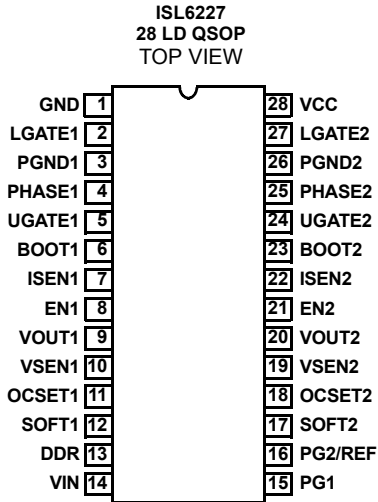 ISL6227
28 LD QSOP
TOP VIEW
GND 1 28 VCC
LGATE1 2 27 LGATE2
PGND1 3 26 PGND2
PHASE1 4 25 PHASE2
UGATE1 5 24 UGATE2
BOOT1 6 23 BOOT2
ISEN1 7 22 ISEN2
EN1 8 21 EN2
VOUT1 9 20 VOUT2
VSEN1 10 19 VSEN2
OCSET1 11 18 OCSET2
SOFT1 12 17 SOFT2
DDR 13 16 PG2/REF
VIN 14 15 PG1